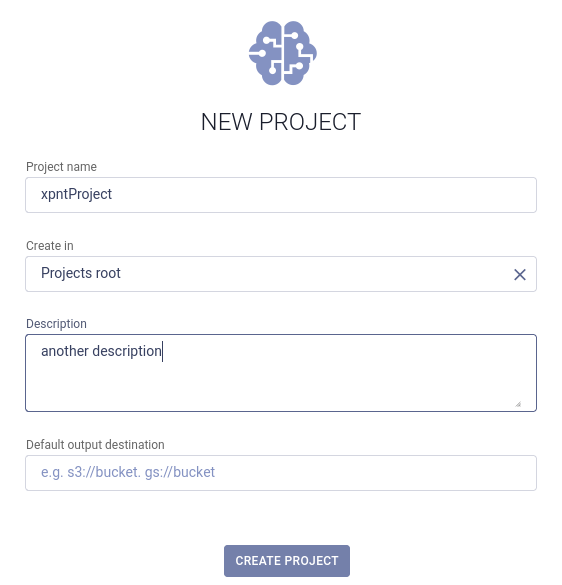 NEW PROJECT
Project name
xpntProject
Create in
Projects root
Description
another description
Default output destination
e.g. s3://bucket. gs://bucket
CREATE PROJECT